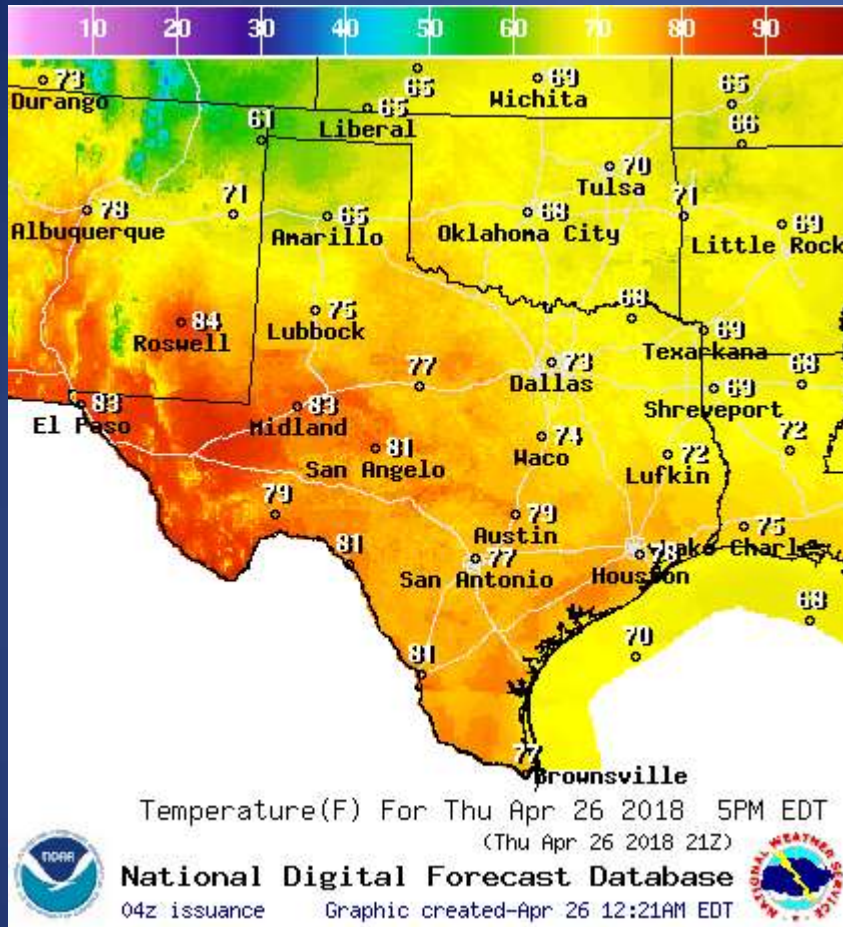 10 20 30 40 50 60 70 80 90
73
Durango
65
69
Wichita
65
65
Liberal
66
61
70
Tulsa
78
Albuquerque
71
65
Amarillo
68
Oklahoma City
71
69
Little Rock
84
Roswell
75
Lubbock
68
69
Texarkana
77
73
Dallas
69
Shreveport
68
83
El Paso
83
Midland
81
San Angelo
74
Waco
72
Lufkin
72
79
79
Austin
75
Lake Charles
81
77
San Antonio
78
Houston
68
81
70
77
Brownsville
Temperature(F) For Thu Apr 26 2018 5PM EDT
(Thu Apr 26 2018 21Z)
National Digital Forecast Database
04z issuance Graphic created-Apr 26 12:21AM EDT
NOAA
NATIONAL WEATHER SERVICE